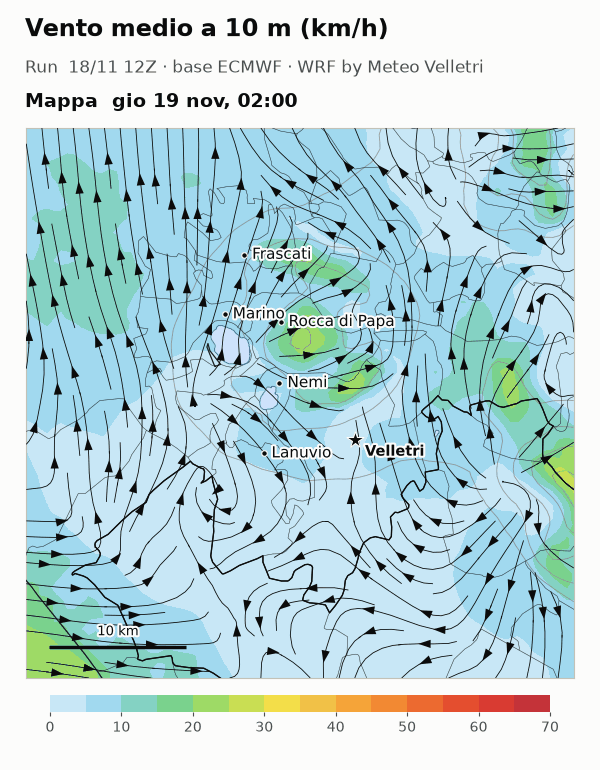 Vento medio a 10 m (km/h)
Run 18/11 12Z · base ECMWF · WRF by Meteo Velletri
Mappa gio 19 nov, 02:00
Frascati
Marino
Rocca di Papa
Nemi
Velletri
Lanuvio
10 km
0 10 20 30 40 50 60 70